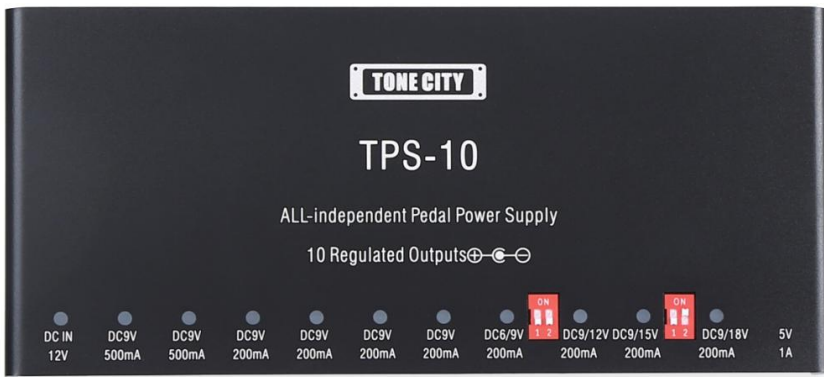 TONE CITY
TPS-10
ALL-independent Pedal Power Supply
10 Regulated Outputs
ON ON
1 2 1 2
DC IN DC9V DC9V DC9V DC9V DC9V DC9V DC6/9V DC9/12V DC9/15V DC9/18V 5V
12V 500mA 500mA 200mA 200mA 200mA 200mA 200mA 200mA 200mA 200mA 1A